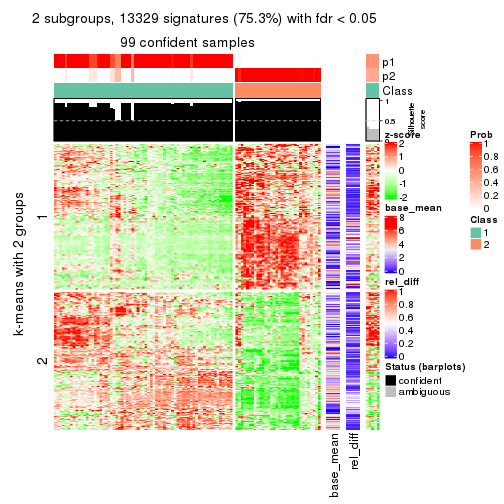 2 subgroups, 13329 signatures (75.3%) with fdr < 0.05
99 confident samples
p1
p2
Class
1
0.5
0
Silhouette
score
k-means with 2 groups
1
2
z-score
2
1
0
-1
-2
base_mean
8
6
4
2
0
rel_diff
1
0.8
0.6
0.4
0.2
0
Status (barplots)
confident
ambiguous
Prob
1
0.8
0.6
0.4
0.2
0
Class
1
2
base_mean
rel_diff